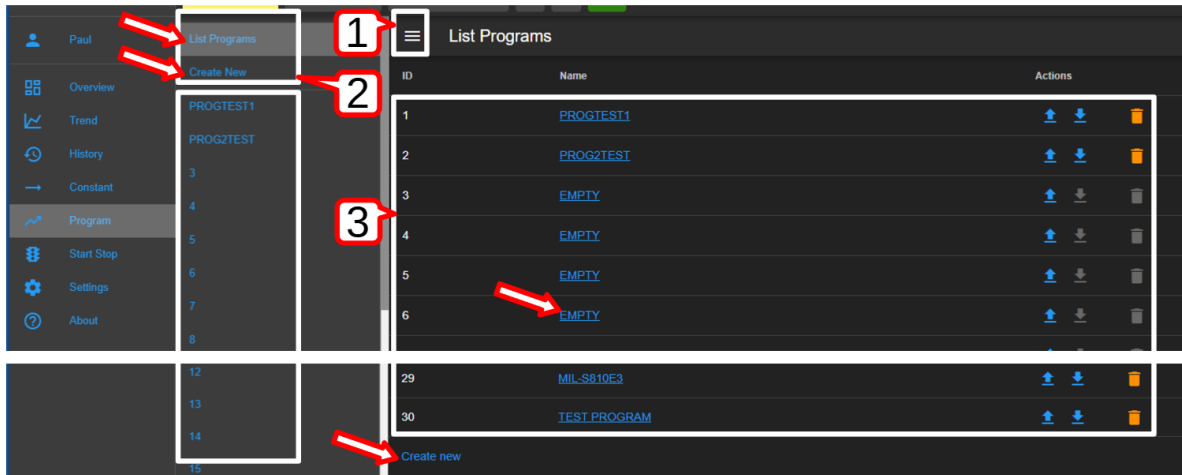 Paul
Overview
Trend
History
Constant
Program
Start Stop
Settings
About
List Programs
Create New
PROGTEST1
PROG2TEST
3
4
5
6
7
8
12
13
14
15
1
2
3
List Programs
ID Name Actions
1 PROGTEST1
2 PROG2TEST
3 EMPTY
4 EMPTY
5 EMPTY
6 EMPTY
29 MIL-S810E3
30 TEST PROGRAM
Create new